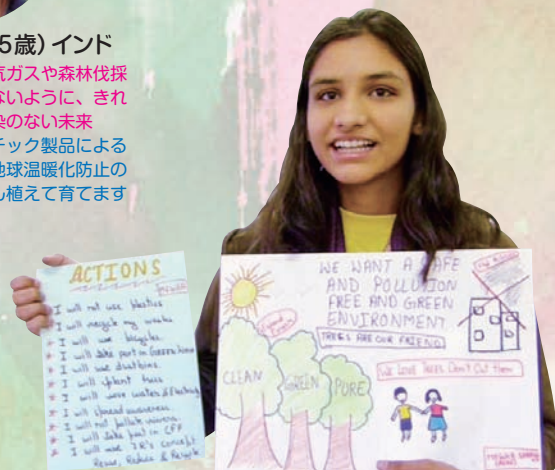 5歳) インド
気ガスや森林伐採
ないように、きれ
染のない未来
チック製品による
地球温暖化防止の
も植えて育てます
ACTIONS
I will not use plastics
I will recycle my waste
I will use bicycles
I will take part in Green
I will use dustbins.
I will plant trees
I will save water & Electricity
I will spread awareness.
I will not pollute
I will take part in CFP
I will use 3R's concept
Reuse, Reduce & Recycle
WE WANT A SAFE
AND POLLUTION
FREE AND GREEN
ENVIRONMENT
TREES ARE OUR FRIEND
We Love Trees Don't Cut them
CLEAN
GREEN
PURE